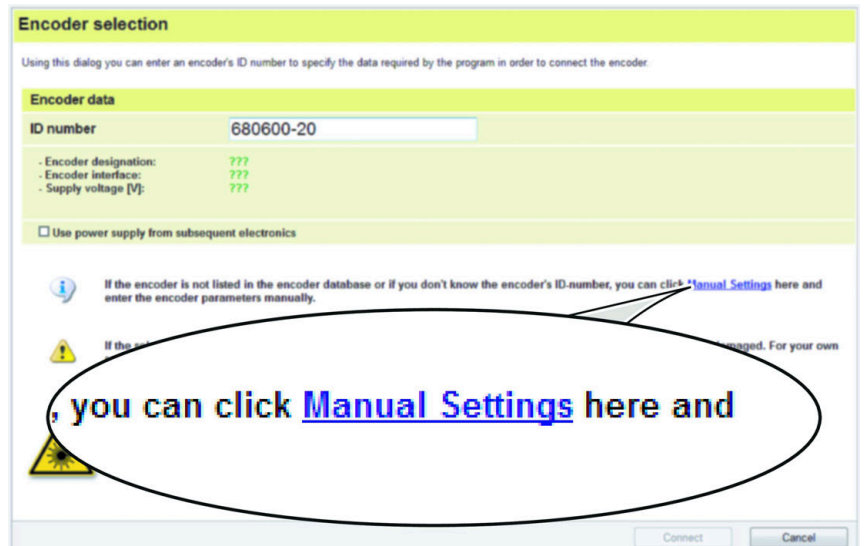 Encoder selection
Using this dialog you can enter an encoder's ID number to specify the data required by the program in order to connect the encoder.
Encoder data
ID number 680600-20
- Encoder designation: ???
- Encoder interface: ???
- Supply voltage [V]: ???
Use power supply from subsequent electronics
If the encoder is not listed in the encoder database or if you don't know the encoder's ID-number, you can click Manual Settings here and
enter the encoder parameters manually.
If the damaged. For your own
, you can click Manual Settings here and
Connect Cancel